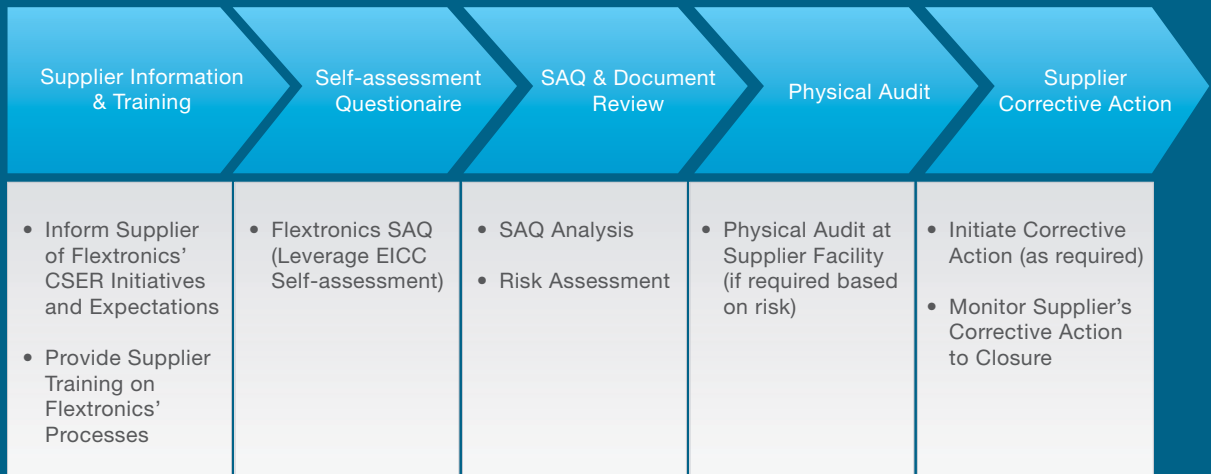 Supplier Information
& Training
Self-assessment
Questionaire
SAQ & Document
Review
Physical Audit
Supplier
Corrective Action
• Inform Supplier
of Flextronics’
CSER Initiatives
and Expectations
• Provide Supplier
Training on
Flextronics’
Processes
• Flextronics SAQ
(Leverage EICC
Self-assessment)
• SAQ Analysis
• Risk Assessment
• Physical Audit at
Supplier Facility
(if required based
on risk)
• Initiate Corrective
Action (as required)
• Monitor Supplier’s
Corrective Action
to Closure